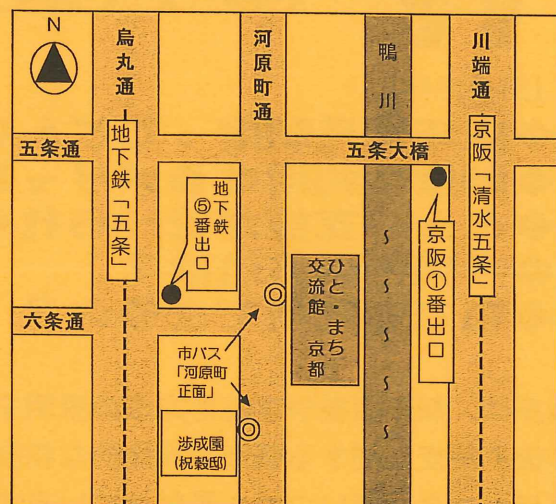 N
烏丸通
河原町通
鴨川
川端通
五条通
五条大橋
地下鉄「五条」
地下鉄
⑤番出口
京阪「清水五条」
京阪①番出口
ひと・まち
交流館 京都
六条通
市バス
「河原町
正面」
渉成園
(枳殻邸)